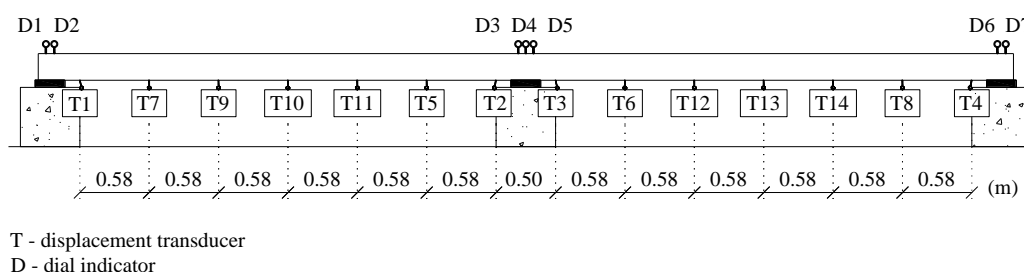 D1 D2 D3 D4 D5 D6 D7
T1 T7 T9 T10 T11 T5 T2 T3 T6 T12 T13 T14 T8 T4
0.58 0.58 0.58 0.58 0.58 0.58 0.50 0.58 0.58 0.58 0.58 0.58 0.58 (m)
T - displacement transducer
D - dial indicator